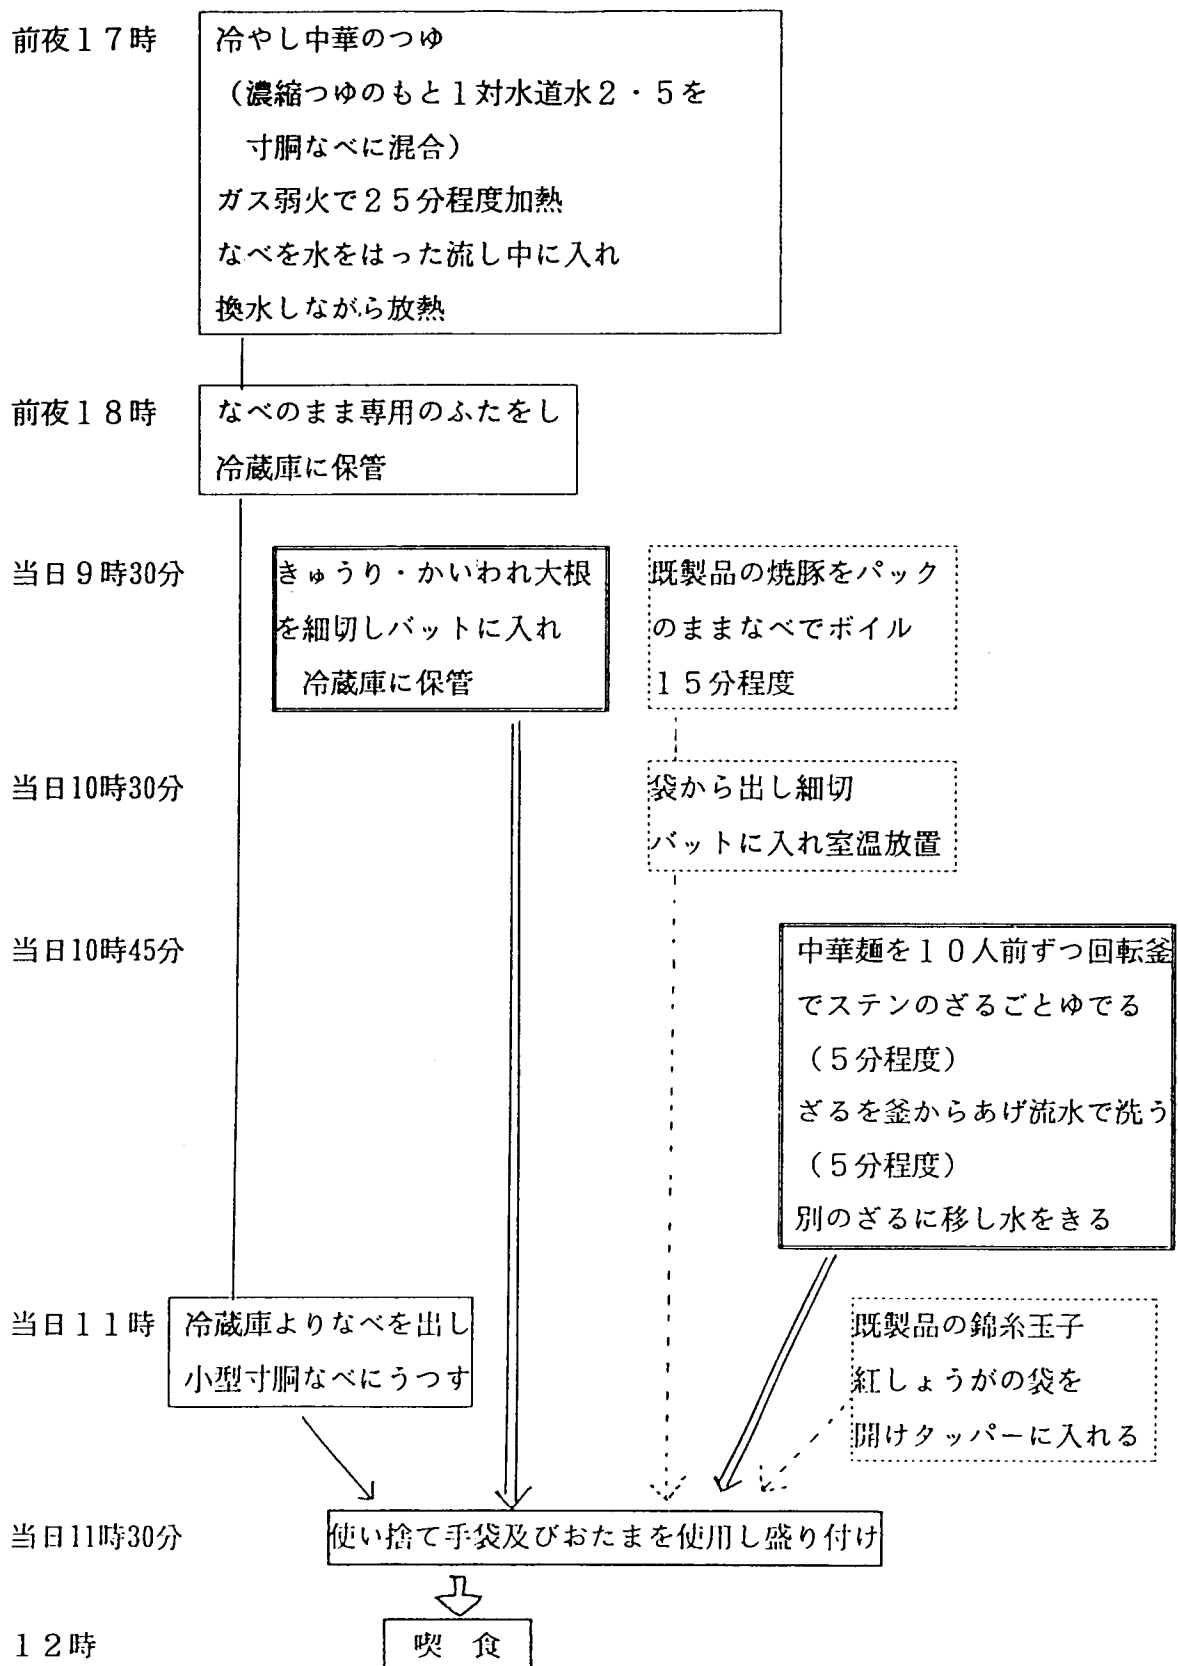 前夜17時
冷やし中華のつゆ
(濃縮つゆのもと1対水道水2・5を
寸胴なべに混合)
ガス弱火で25分程度加熱
なべを水をはった流し中に入れ
換水しながら放熱
前夜18時
なべのまま専用のふたをし
冷蔵庫に保管
当日9時30分
きゅうり・かいわれ大根
を細切しバットに入れ
冷蔵庫に保管
既製品の焼豚をパック
のままなべでボイル
15分程度
当日10時30分
袋から出し細切
バットに入れ室温放置
当日10時45分
中華麺を10人前ずつ回転釜
でステンのざるごとゆでる
(5分程度)
ざるを釜からあげ流水で洗う
(5分程度)
別のざるに移し水をきる
当日11時
冷蔵庫よりなべを出し
小型寸胴なべにうつす
既製品の錦糸玉子
紅しょうがの袋を
開けタッパーに入れる
当日11時30分
使い捨て手袋及びおたまを使用し盛り付け
12時
喫 食